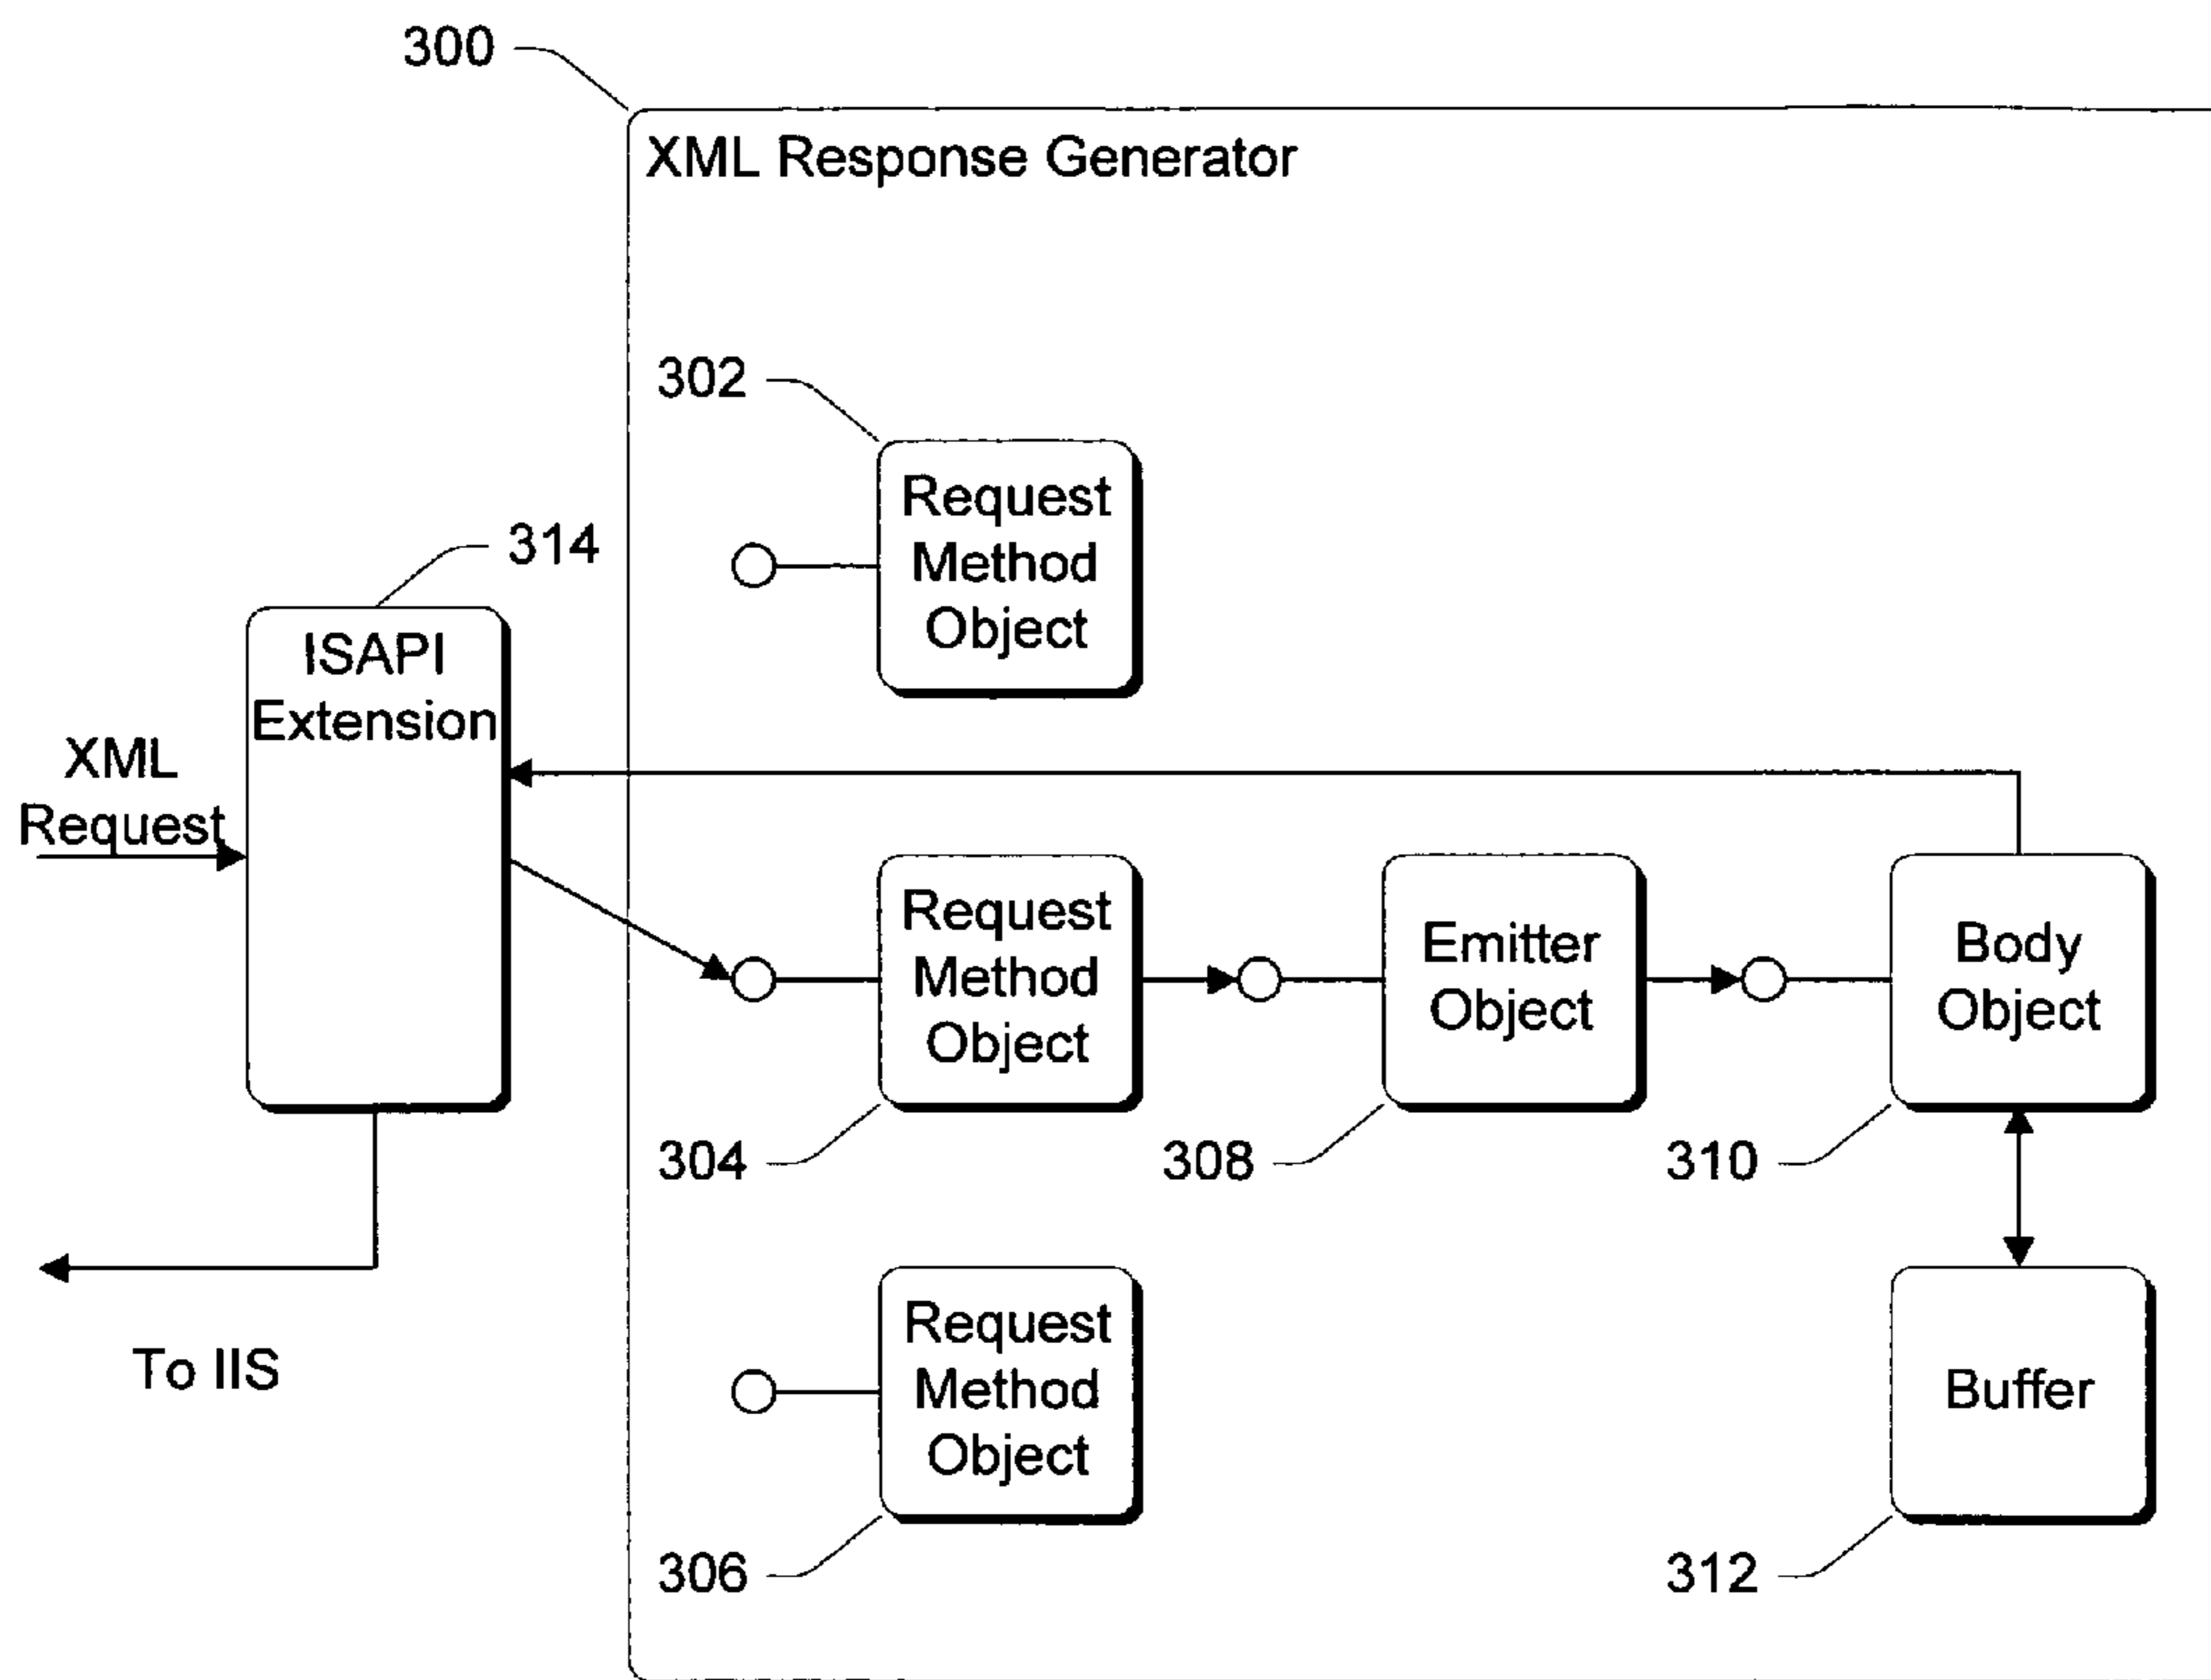 300
XML Response Generator
302
Request
Method
Object
314
ISAPI
Extension
XML
Request
Request
Method
Object
Emitter
Object
Body
Object
304
308
310
To IIS
Request
Method
Object
Buffer
306
312